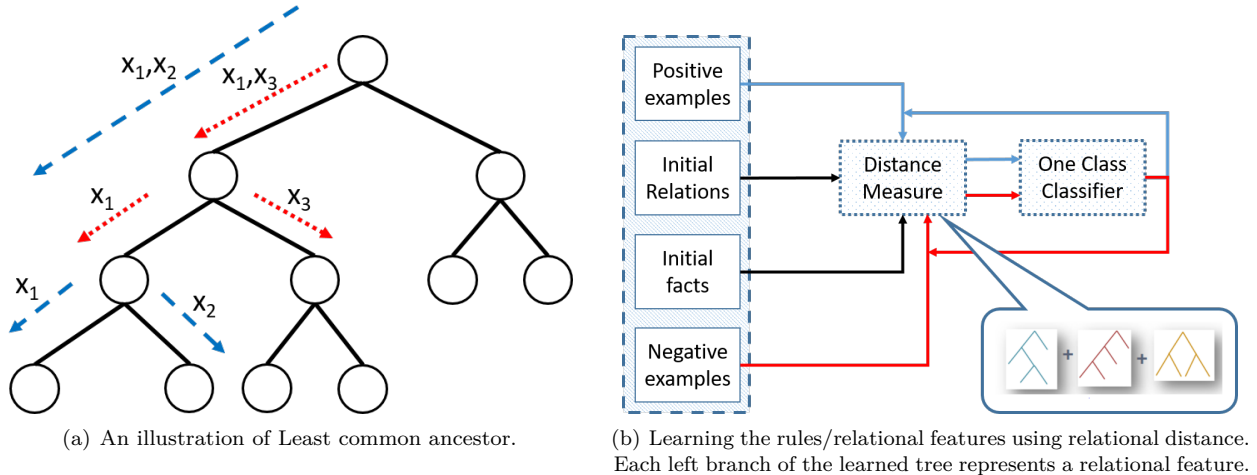 x1,x2
x1,x3
x1
x3
x1
x2
(a) An illustration of Least common ancestor.
Positive
examples
Initial
Relations
Initial
facts
Negative
examples
Distance
Measure
One Class
Classifier
+
+
(b) Learning the rules/relational features using relational distance.
Each left branch of the learned tree represents a relational feature.